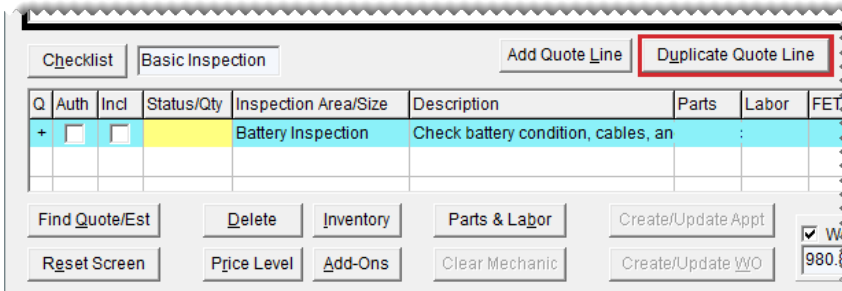 Checklist Basic Inspection Add Quote Line Duplicate Quote Line
Q Auth Incl Status/Qty Inspection Area/Size Description Parts Labor FET
+ Battery Inspection Check battery condition, cables, an :
Find Quote/Est Delete Inventory Parts & Labor Create/Update Appt
Reset Screen Price Level Add-Ons Clear Mechanic Create/Update WO 980.